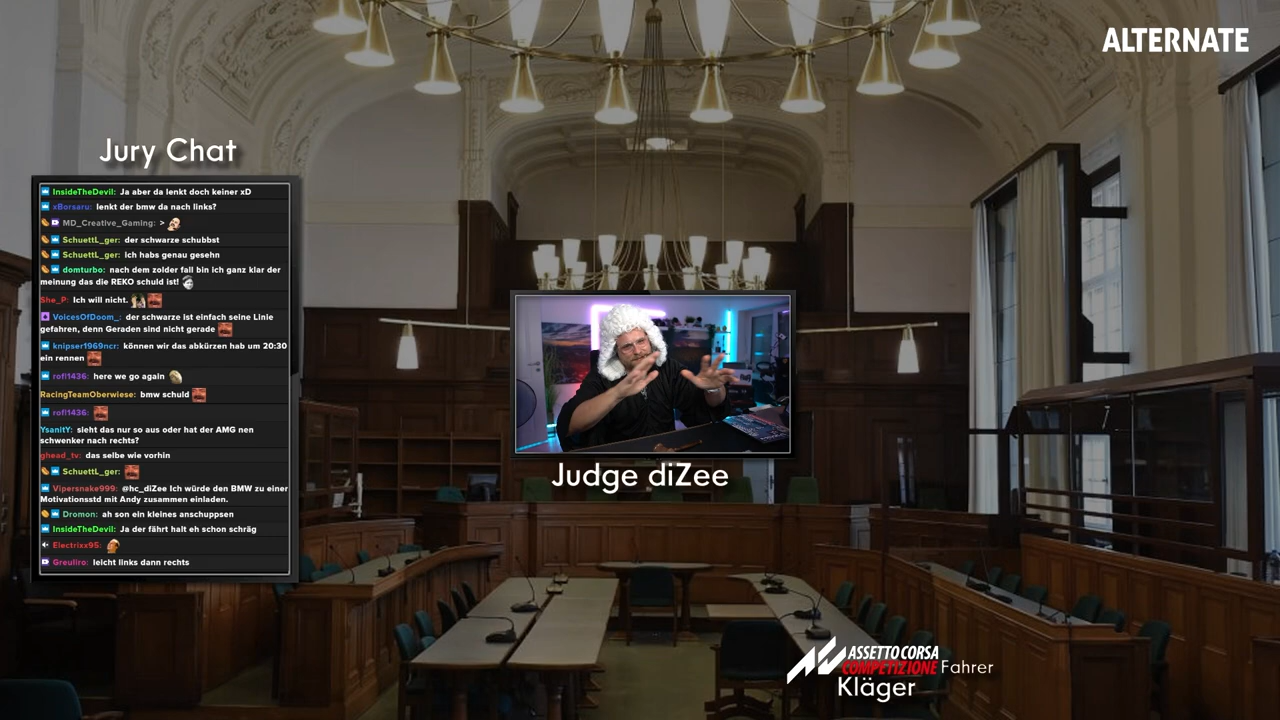 ALTERNATE
Jury Chat
InsideTheDevil: Ja aber da lenkt doch keiner xD
xBorsaru: lenkt der bmw da nach links?
MD_Creative_Gaming: >
SchuettL_ger: der schwarze schubbst
SchuettL_ger: Ich habs genau gesehn
domturbo: nach dem zolder fall bin ich ganz klar der
meinung das die REKO schuld ist!
She_P: Ich will nicht.
VoicesOfDoom_: der schwarze ist einfach seine Linie
gefahren, denn Geraden sind nicht gerade
knipser1969ncr: können wir das abkürzen hab um 20:30
ein rennen
rofl1436: here we go again
RacingTeamOberwiese: bmw schuld
rofl1436:
YsanitY: sieht das nur so aus oder hat der AMG nen
schwenker nach rechts?
ghead_tv: das selbe wie vorhin
SchuettL_ger:
Vipersnake999: @hc_diZee Ich würde den BMW zu einer
Motivationsstd mit Andy zusammen einladen.
Dromon: ah son ein kleines anschuppsen
InsideTheDevil: Ja der fährt halt eh schon schräg
Electrixx95:
Greuliro: leicht links dann rechts
Judge diZee
ASSETTO CORSA
COMPETIZIONE Fahrer
Kläger